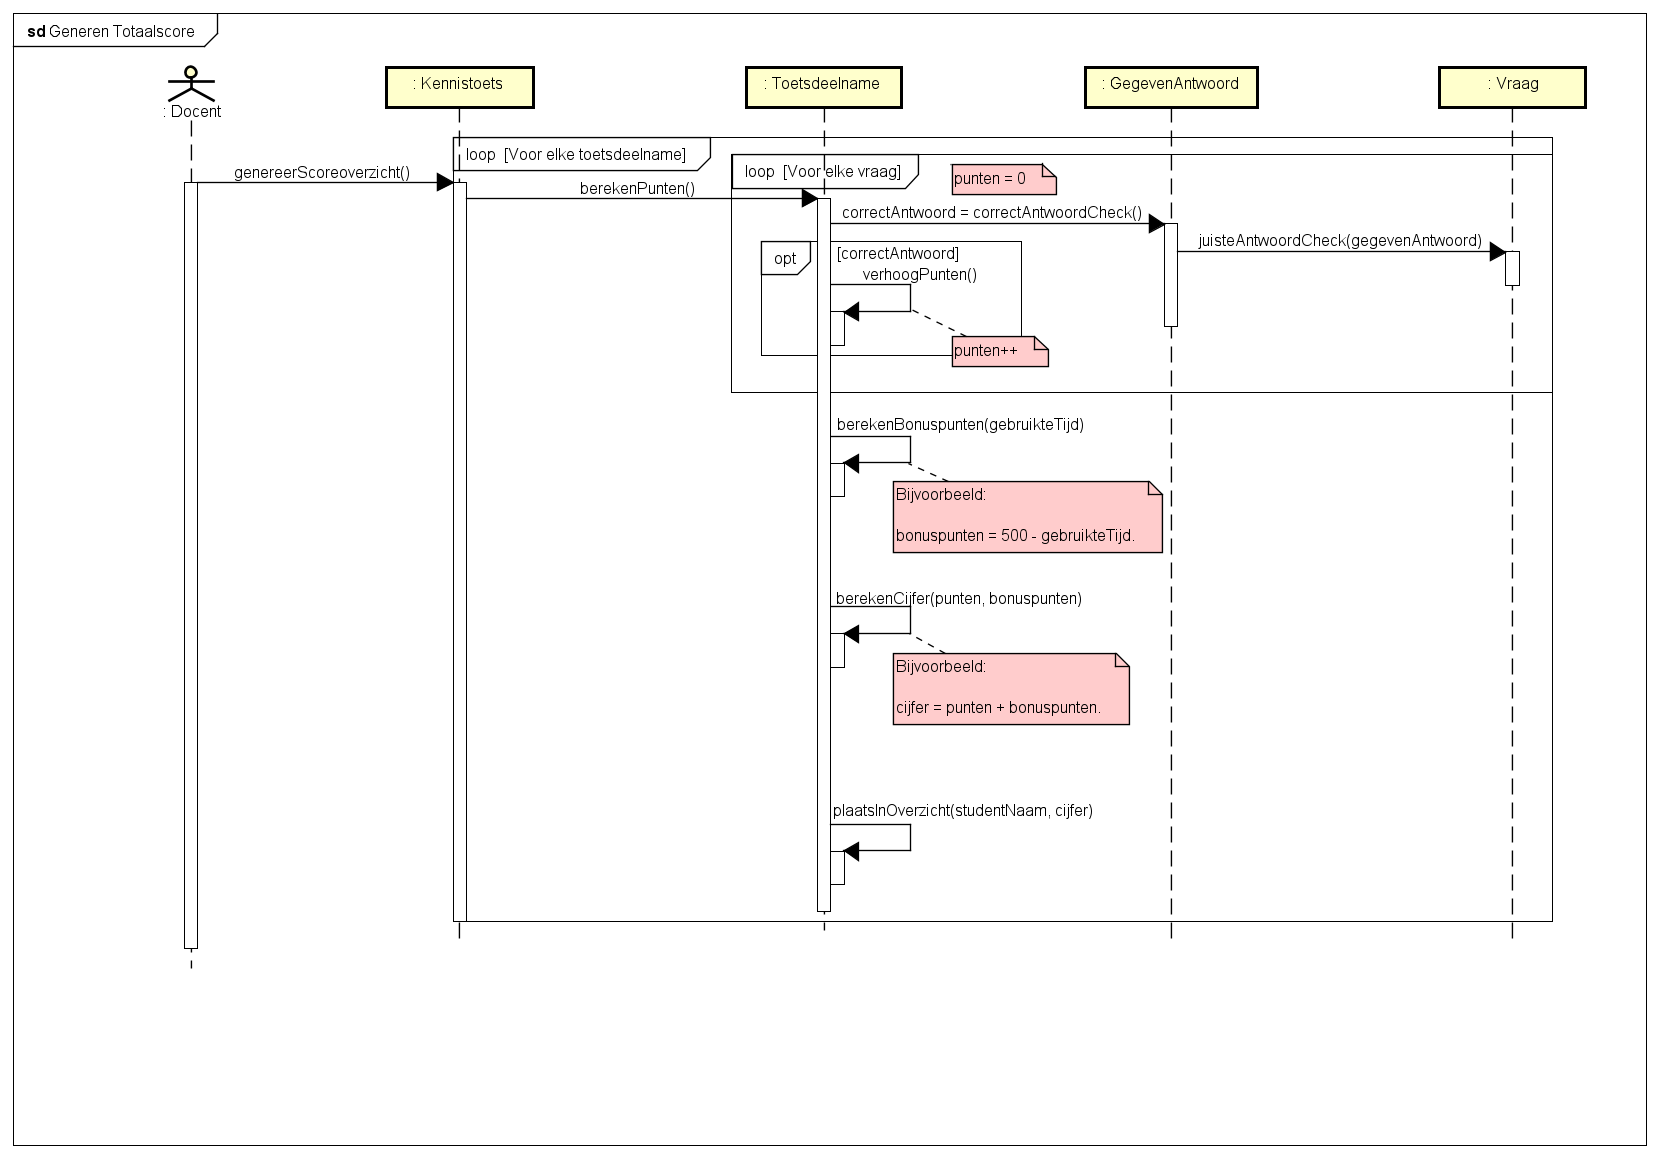 sd Generen Totaalscore
: Docent
: Kennistoets
: Toetsdeelname
: GegevenAntwoord
: Vraag
loop [Voor elke toetsdeelname]
loop [Voor elke vraag]
punten = 0
genereerScoreoverzicht()
berekenPunten()
correctAntwoord = correctAntwoordCheck()
juisteAntwoordCheck(gegevenAntwoord)
opt
[correctAntwoord]
verhoogPunten()
punten++
berekenBonuspunten(gebruikteTijd)
Bijvoorbeeld:
bonuspunten = 500 - gebruikteTijd.
berekenCijfer(punten, bonuspunten)
Bijvoorbeeld:
cijfer = punten + bonuspunten.
plaatsInOverzicht(studentNaam, cijfer)